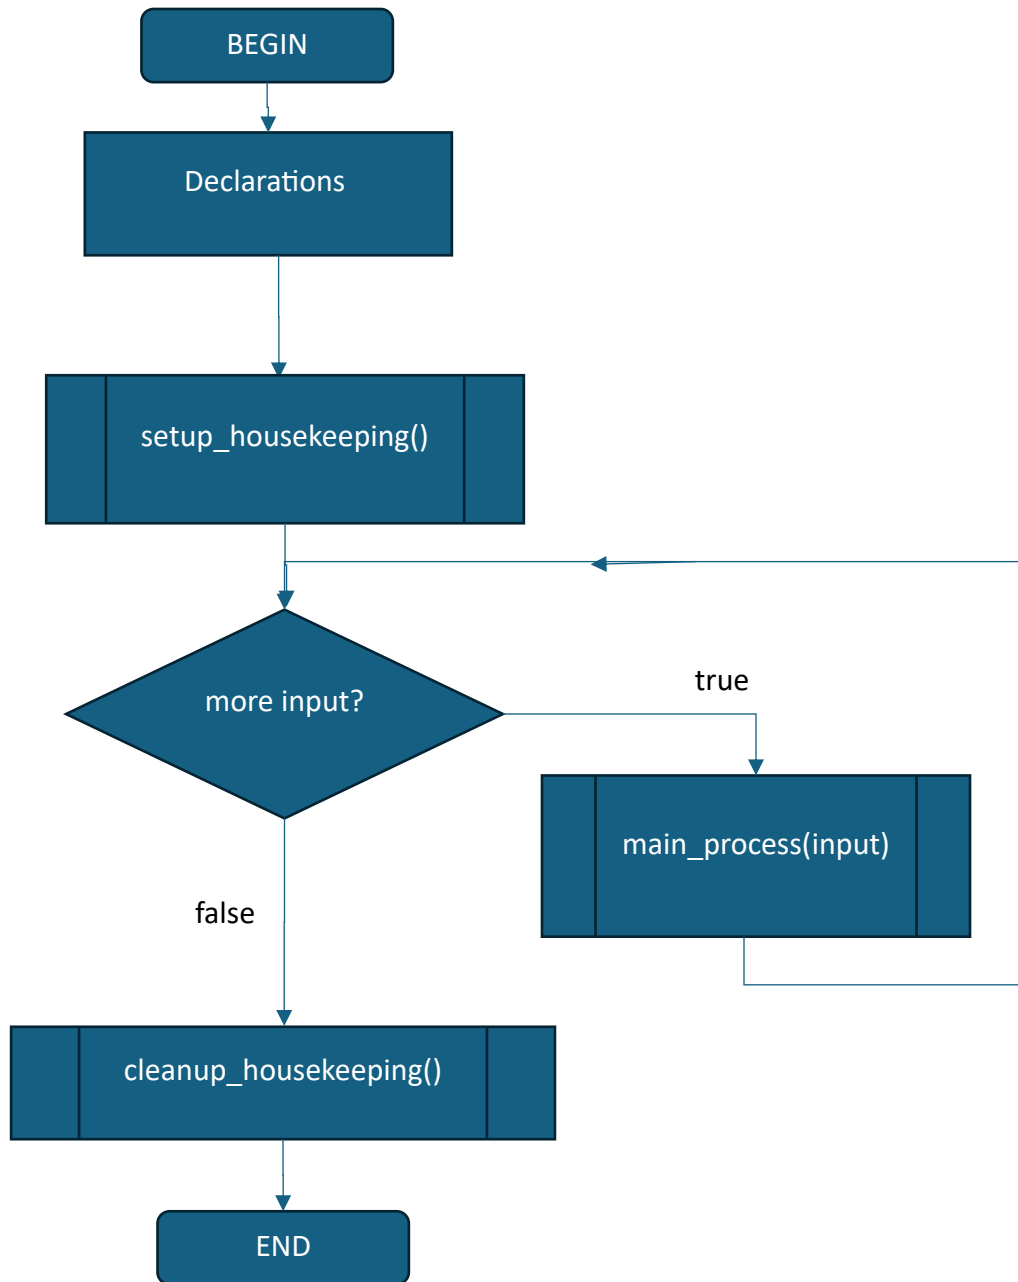 BEGIN
Declarations
setup_housekeeping()
more input?
true
main_process(input)
false
cleanup_housekeeping()
END